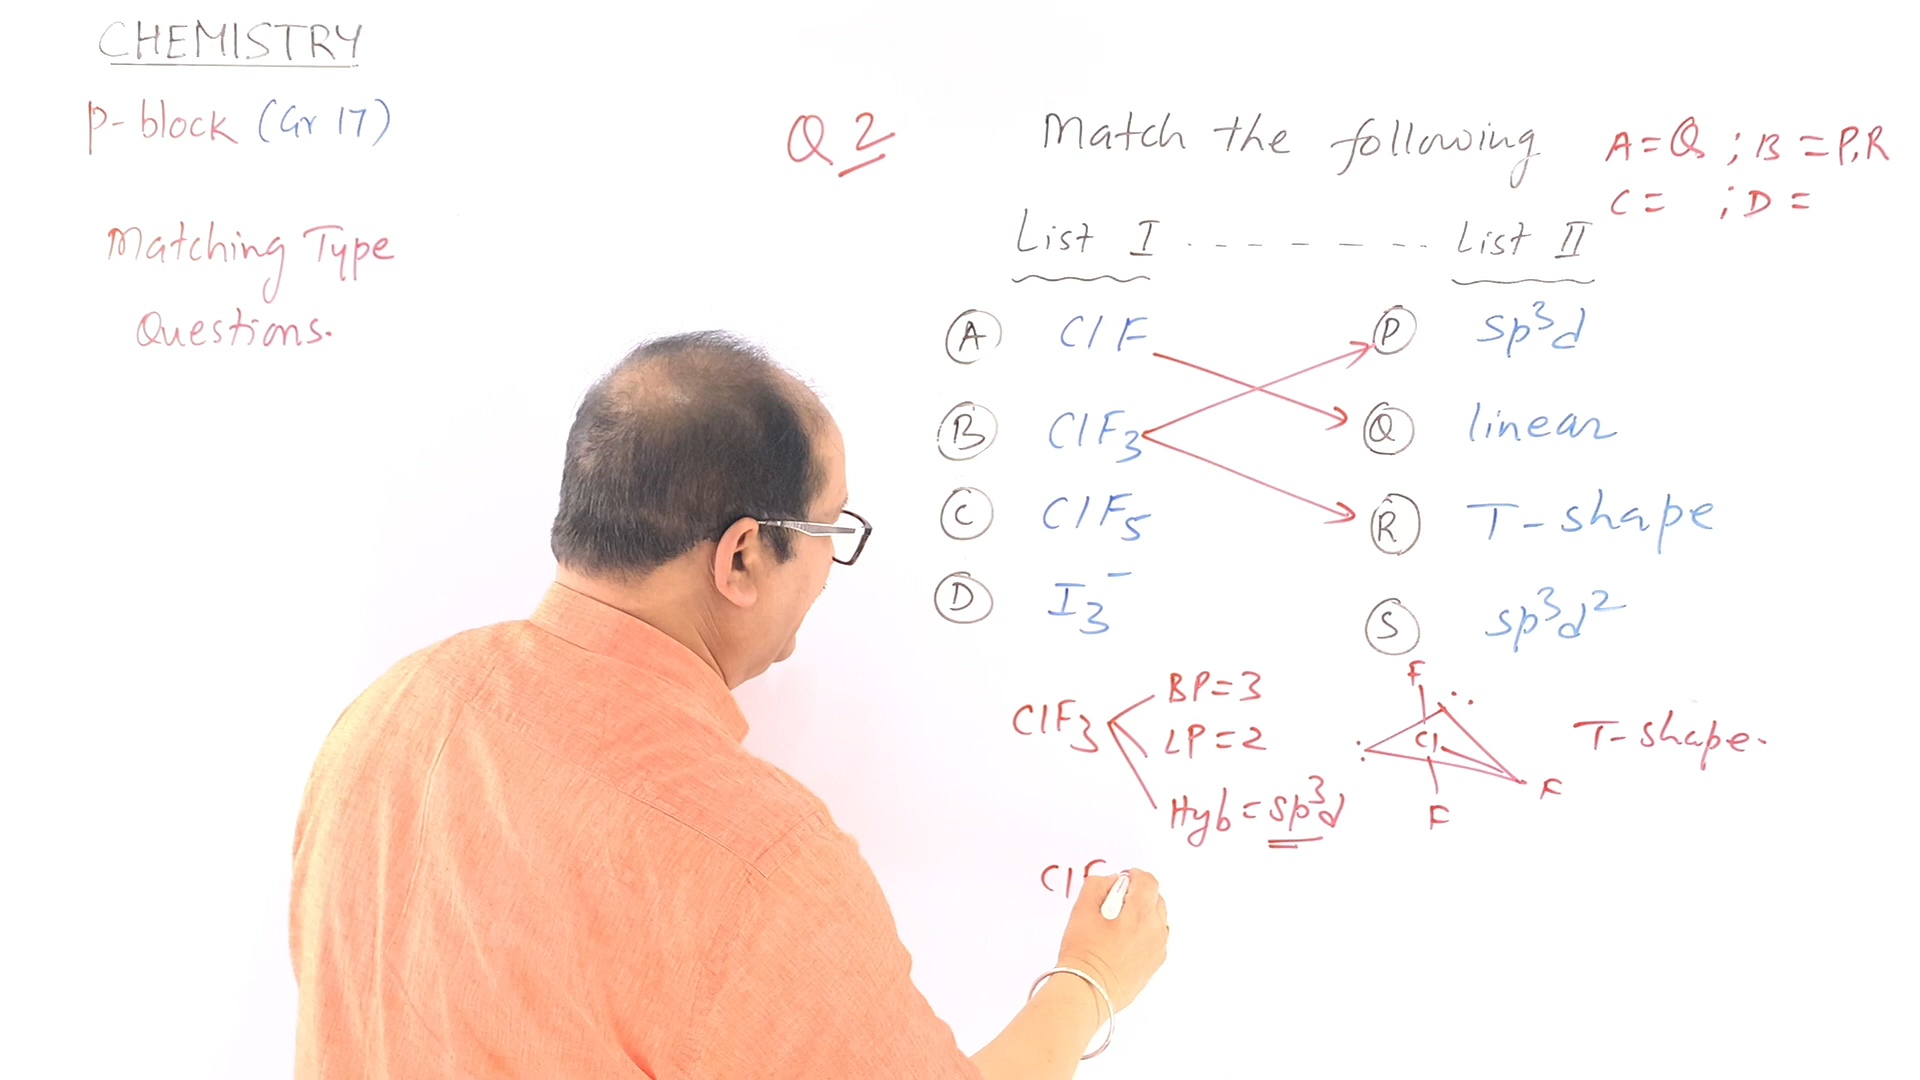 CHEMISTRY
p-block (Gr 17)
Matching Type
Questions.
Q 2 Match the following
A = Q ; B = P,R
C = ; D =
List I - - - - - - - List II
A ClF P sp³d
B ClF₃ Q linear
C ClF₅ R T-shape
D I₃⁻ S sp³d²
ClF₃ BP = 3
LP = 2
Hyb = sp³d
F
Cl
F
F
T-shape.
ClF